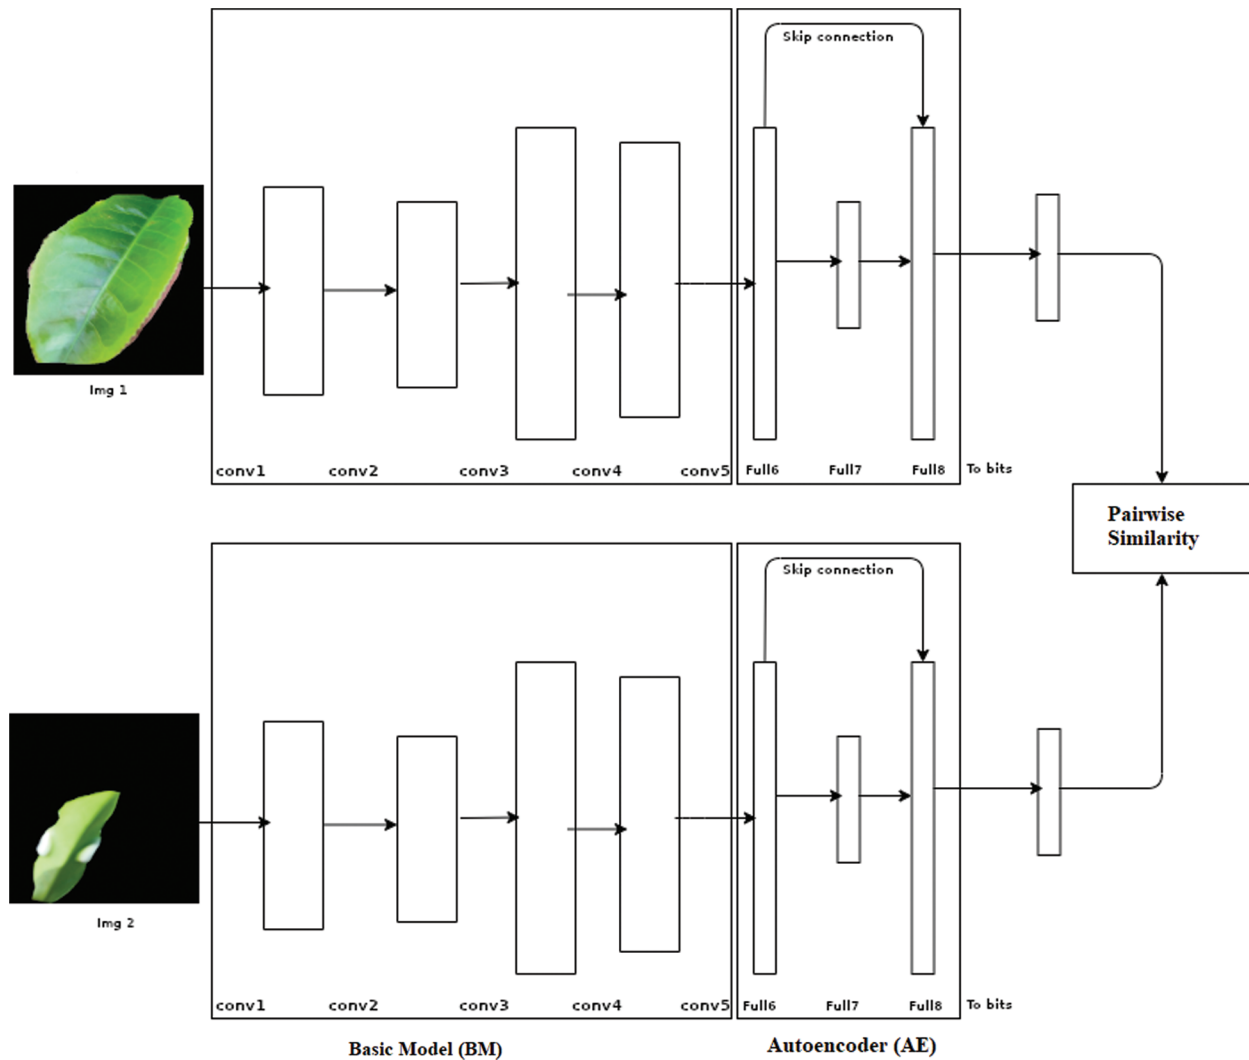 Skip connection
Img 1
conv1 conv2 conv3 conv4 conv5 Full6 Full7 Full8 To bits
Pairwise
Similarity
Skip connection
Img 2
conv1 conv2 conv3 conv4 conv5 Full6 Full7 Full8 To bits
Basic Model (BM) Autoencoder (AE)